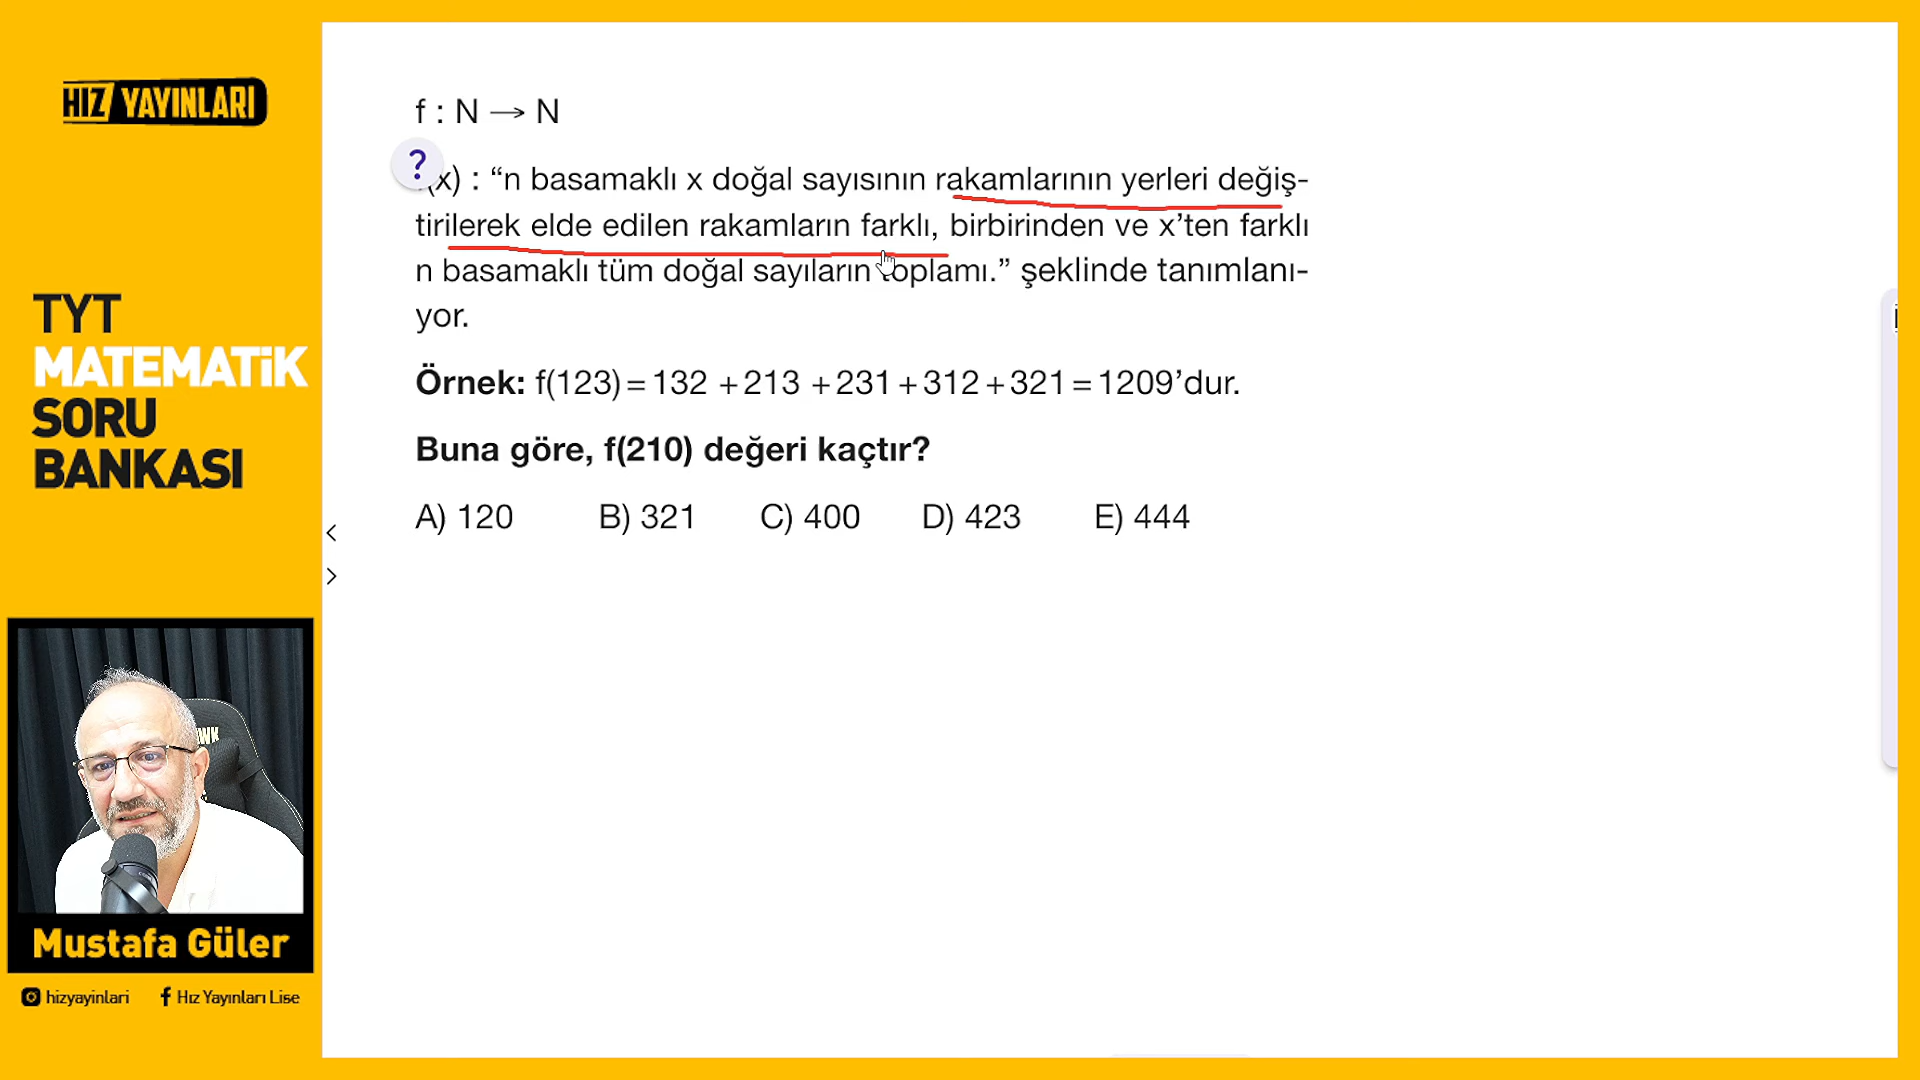 HIZ YAYINLARI
TYT
MATEMATİK
SORU
BANKASI
Mustafa Güler
hizyayinlari
Hız Yayınları Lise
f : N → N
?
(x) : “n basamaklı x doğal sayısının rakamlarının yerleri değiş-
tirilerek elde edilen rakamların farklı, birbirinden ve x’ten farklı
n basamaklı tüm doğal sayıların toplamı.” şeklinde tanımlanı-
yor.
Örnek: f(123) = 132 + 213 + 231 + 312 + 321 = 1209’dur.
Buna göre, f(210) değeri kaçtır?
A) 120 B) 321 C) 400 D) 423 E) 444